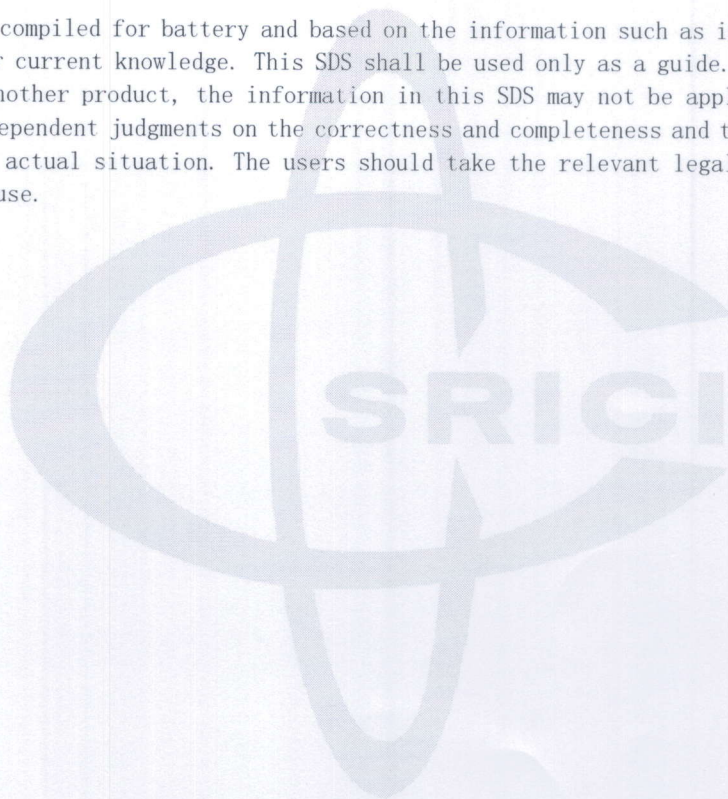 compiled for battery and based on the information such as i
current knowledge. This SDS shall be used only as a guide.
nother product, the information in this SDS may not be appl
ependent judgments on the correctness and completeness and t
actual situation. The users should take the relevant lega
use.
SRICI